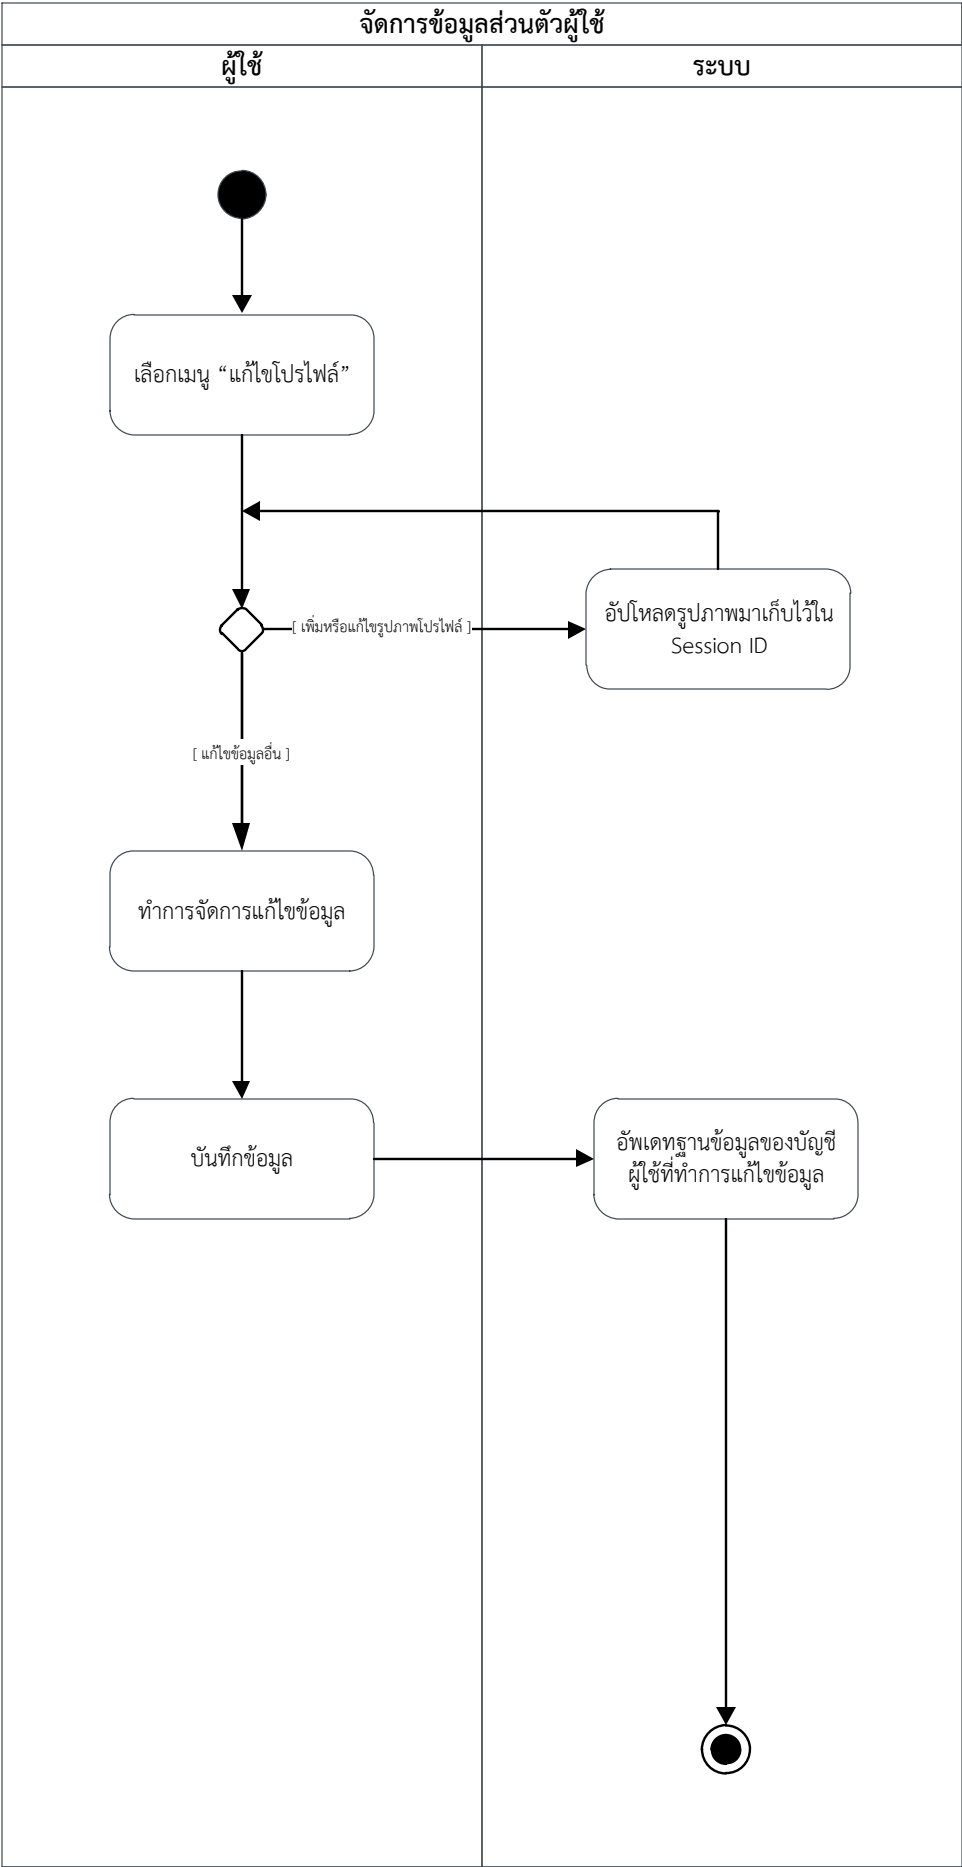 จัดการข้อมูลส่วนตัวผู้ใช้
ผู้ใช้
ระบบ
เลือกเมนู “แก้ไขโปรไฟล์”
อัปโหลดรูปภาพมาเก็บไว้ใน
Session ID
[ เพิ่มหรือแก้ไขรูปภาพโปรไฟล์ ]
[ แก้ไขข้อมูลอื่น ]
ทำการจัดการแก้ไขข้อมูล
บันทึกข้อมูล
อัพเดทฐานข้อมูลของบัญชี
ผู้ใช้ที่ทำการแก้ไขข้อมูล